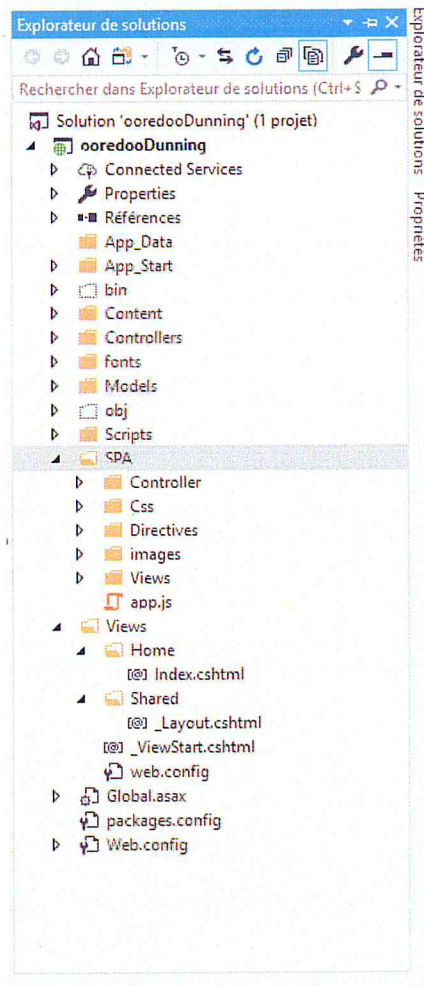 Explorateur de solutions
Rechercher dans Explorateur de solutions (Ctrl+$
Solution 'ooredooDunning' (1 projet)
ooredooDunning
Connected Services
Properties
Références
App_Data
App_Start
bin
Content
Controllers
fonts
Models
obj
Scripts
SPA
Controller
Css
Directives
images
Views
app.js
Views
Home
Index.cshtml
Shared
_Layout.cshtml
_ViewStart.cshtml
web.config
Global.asax
packages.config
Web.config
Explorateur de solutions
Propriétés